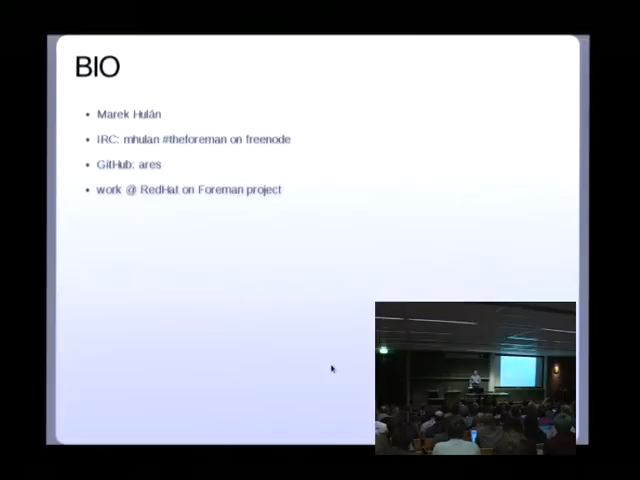 BIO
Marek Hulán
IRC: mhulan #theforeman on freenode
GitHub: ares
work @ RedHat on Foreman project